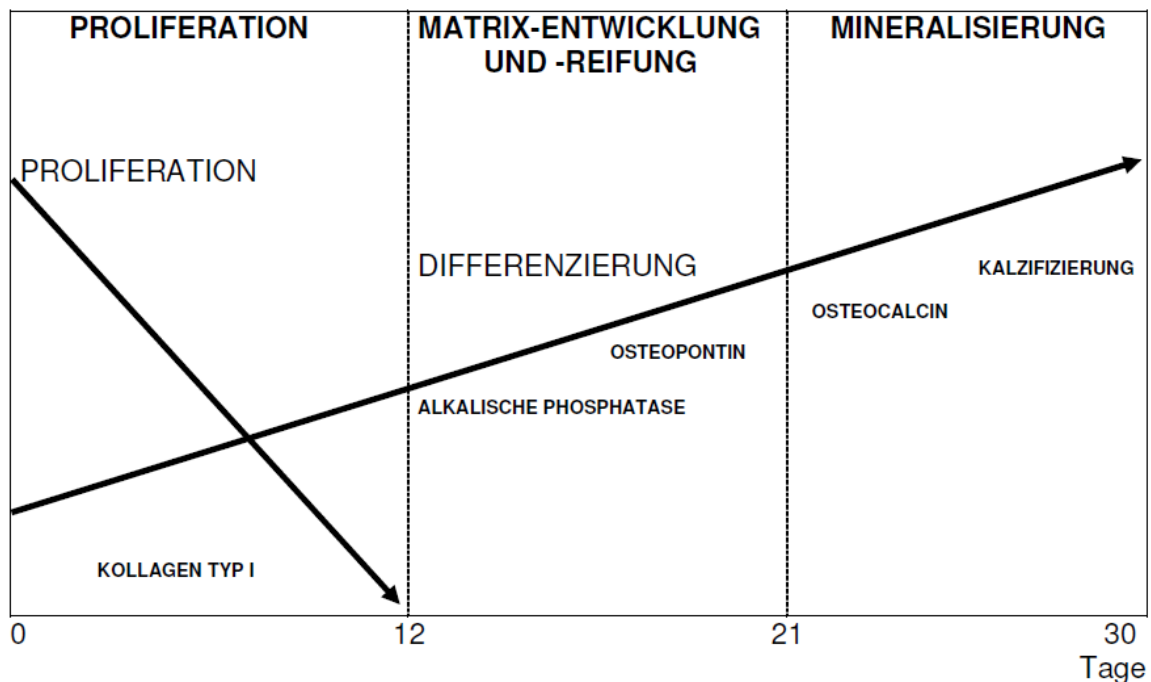 PROLIFERATION
MATRIX-ENTWICKLUNG
UND -REIFUNG
MINERALISIERUNG
PROLIFERATION
DIFFERENZIERUNG
KALZIFIZIERUNG
OSTEOCALCIN
OSTEOPONTIN
ALKALISCHE PHOSPHATASE
KOLLAGEN TYP I
0 12 21 30
Tage